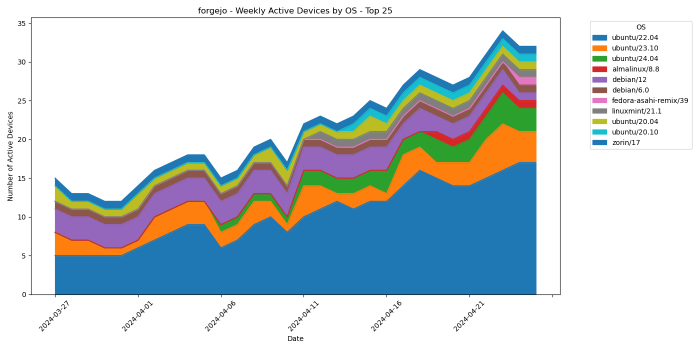 forgejo - Weekly Active Devices by OS - Top 25
Number of Active Devices
35
30
25
20
15
10
5
0
2024-03-27
2024-04-01
2024-04-06
2024-04-11
2024-04-16
2024-04-21
Date
OS
ubuntu/22.04
ubuntu/23.10
ubuntu/24.04
almalinux/8.8
debian/12
debian/6.0
fedora-asahi-remix/39
linuxmint/21.1
ubuntu/20.04
ubuntu/20.10
zorin/17